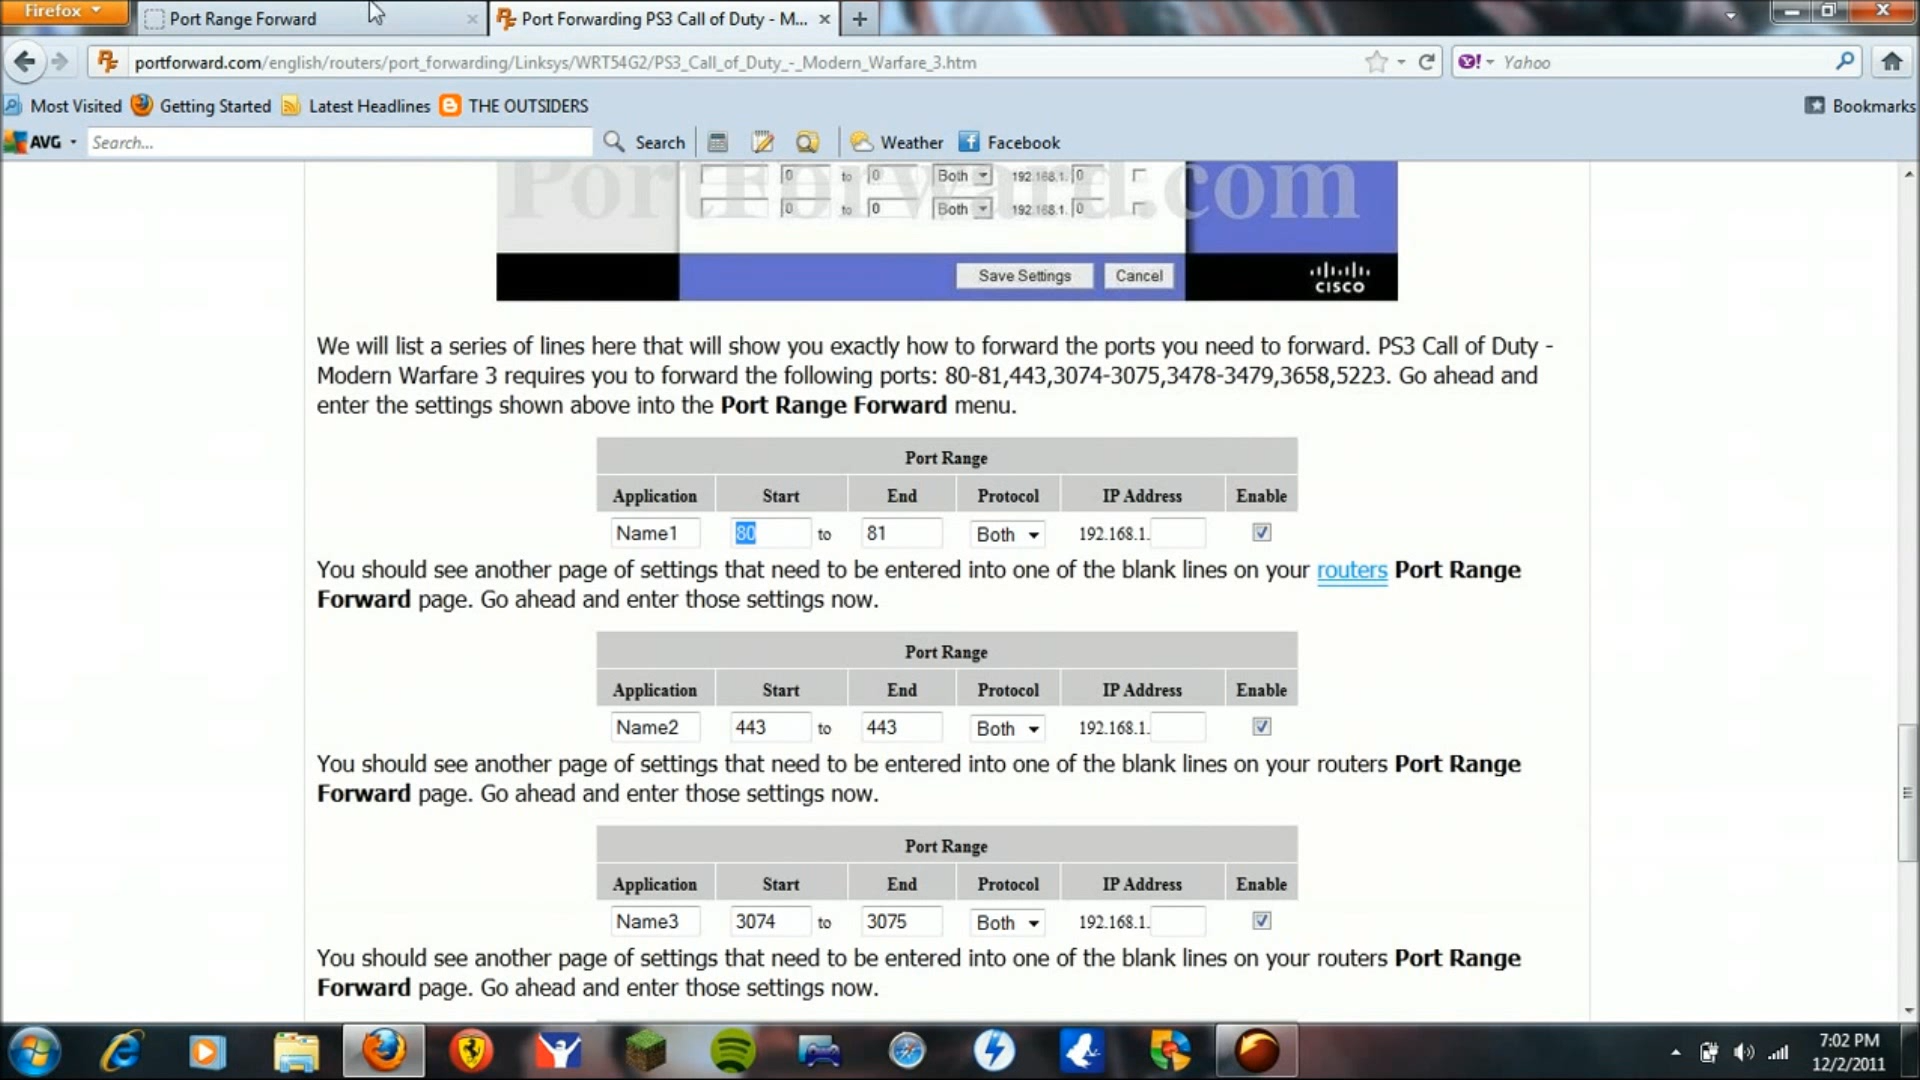 Firefox
Port Range Forward
Port Forwarding PS3 Call of Duty - M...
portforward.com/english/routers/port_forwarding/Linksys/WRT54G2/PS3_Call_of_Duty_-_Modern_Warfare_3.htm
Yahoo
Most Visited
Getting Started
Latest Headlines
THE OUTSIDERS
Bookmarks
AVG
Search...
Search
Weather
Facebook
0 to 0 Both 192.168.1. 0
PortForward.com
0 to 0 Both 192.168.1. 0
Save Settings
Cancel
CISCO
We will list a series of lines here that will show you exactly how to forward the ports you need to forward. PS3 Call of Duty -
Modern Warfare 3 requires you to forward the following ports: 80-81,443,3074-3075,3478-3479,3658,5223. Go ahead and
enter the settings shown above into the Port Range Forward menu.
Port Range
Application Start End Protocol IP Address Enable
Name1 80 to 81 Both 192.168.1.
You should see another page of settings that need to be entered into one of the blank lines on your routers Port Range
Forward page. Go ahead and enter those settings now.
Port Range
Application Start End Protocol IP Address Enable
Name2 443 to 443 Both 192.168.1.
You should see another page of settings that need to be entered into one of the blank lines on your routers Port Range
Forward page. Go ahead and enter those settings now.
Port Range
Application Start End Protocol IP Address Enable
Name3 3074 to 3075 Both 192.168.1.
You should see another page of settings that need to be entered into one of the blank lines on your routers Port Range
Forward page. Go ahead and enter those settings now.
7:02 PM
12/2/2011